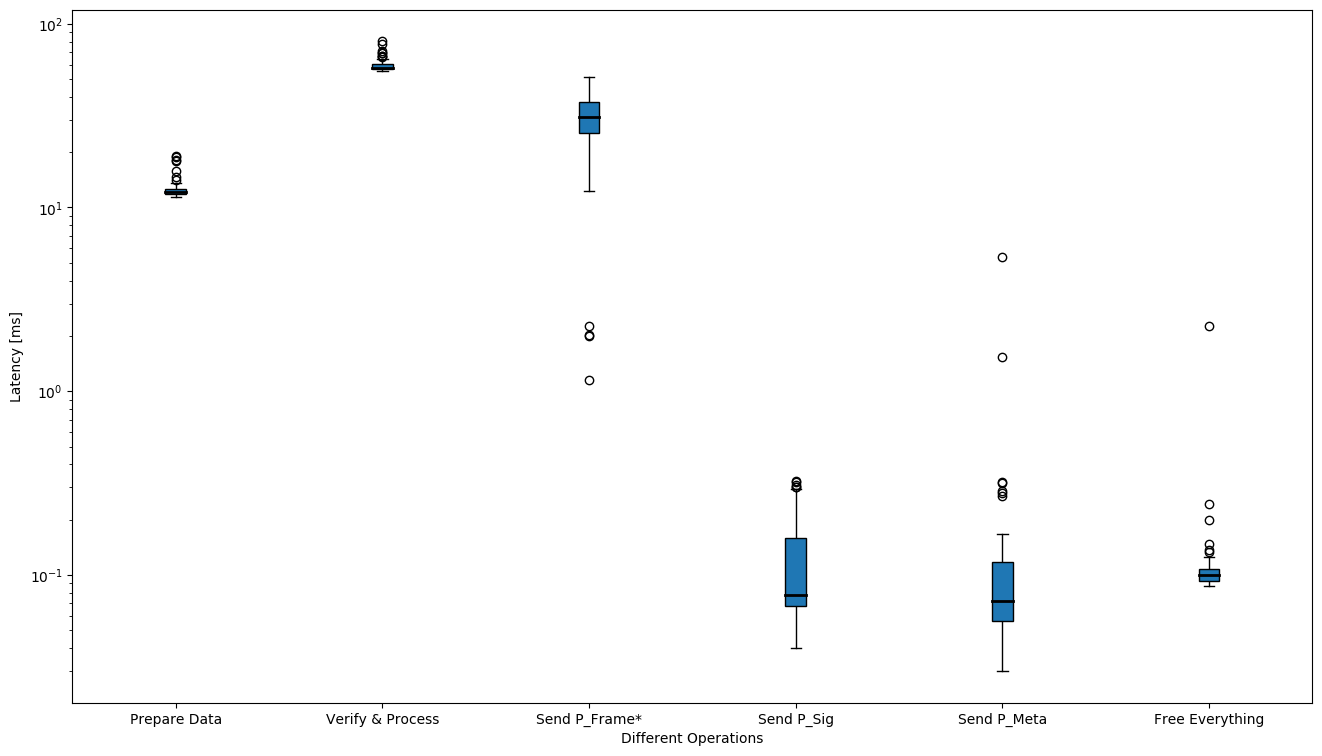 10²
10¹
10⁰
10⁻¹
Latency [ms]
Prepare Data
Verify & Process
Send P_Frame*
Send P_Sig
Send P_Meta
Free Everything
Different Operations